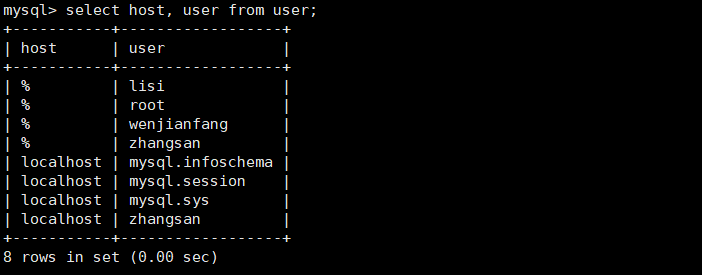 mysql> select host, user from user;
+-----------+------------------+
| host      | user             |
+-----------+------------------+
| %         | lisi             |
| %         | root             |
| %         | wenjianfang      |
| %         | zhangsan         |
| localhost | mysql.infoschema |
| localhost | mysql.session    |
| localhost | mysql.sys        |
| localhost | zhangsan         |
+-----------+------------------+
8 rows in set (0.00 sec)